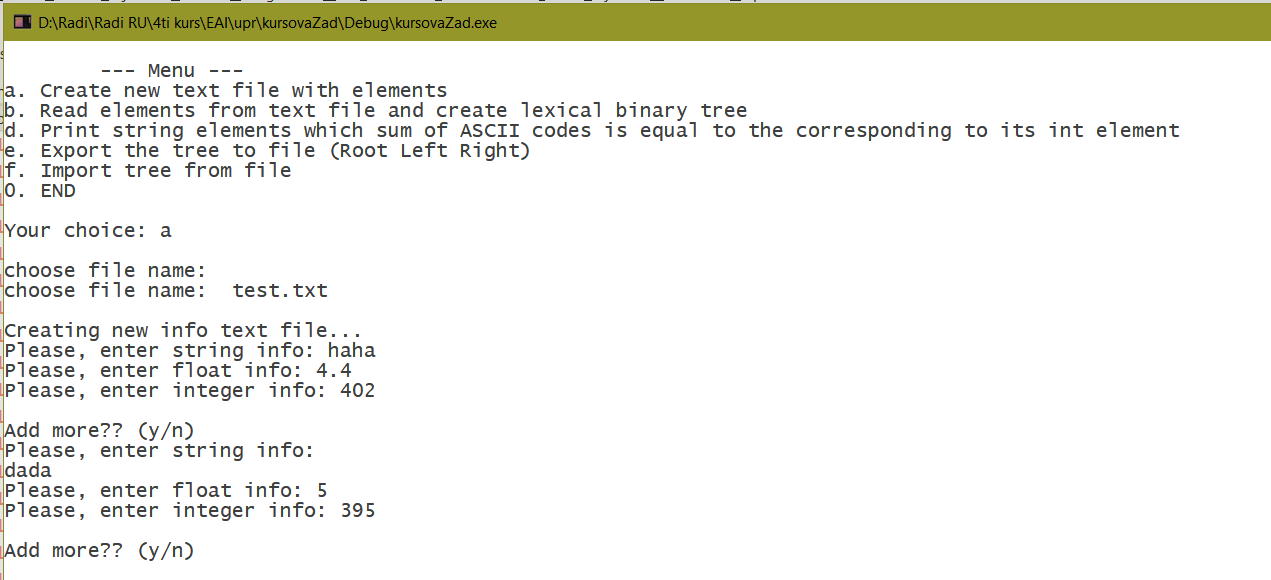 D:\Radi\Radi RU\4ti kurs\EAI\upr\kursovaZad\Debug\kursovaZad.exe
--- Menu ---
a. Create new text file with elements
b. Read elements from text file and create lexical binary tree
d. Print string elements which sum of ASCII codes is equal to the corresponding to its int element
e. Export the tree to file (Root Left Right)
f. Import tree from file
0. END
Your choice: a
choose file name:
choose file name:  test.txt
Creating new info text file...
Please, enter string info: haha
Please, enter float info: 4.4
Please, enter integer info: 402
Add more?? (y/n)
Please, enter string info:
dada
Please, enter float info: 5
Please, enter integer info: 395
Add more?? (y/n)